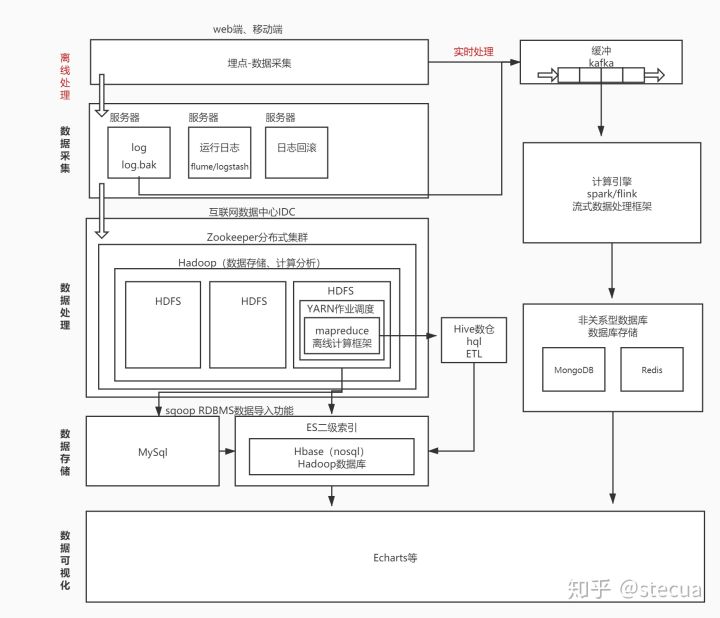 web端、移动端
离线处理
埋点-数据采集
实时处理
缓冲
kafka
数据采集
服务器
服务器
服务器
log
log.bak
运行日志
flume/logstash
日志回滚
计算引擎
spark/flink
流式数据处理框架
互联网数据中心IDC
Zookeeper分布式集群
Hadoop（数据存储、计算分析）
数据处理
HDFS
HDFS
HDFS
YARN作业调度
mapreduce
离线计算框架
Hive数仓
hql
ETL
非关系型数据库
数据库存储
MongoDB
Redis
sqoop RDBMS数据导入功能
数据存储
MySql
ES二级索引
Hbase（nosql）
Hadoop数据库
数据可视化
Echarts等
知乎 @stecua